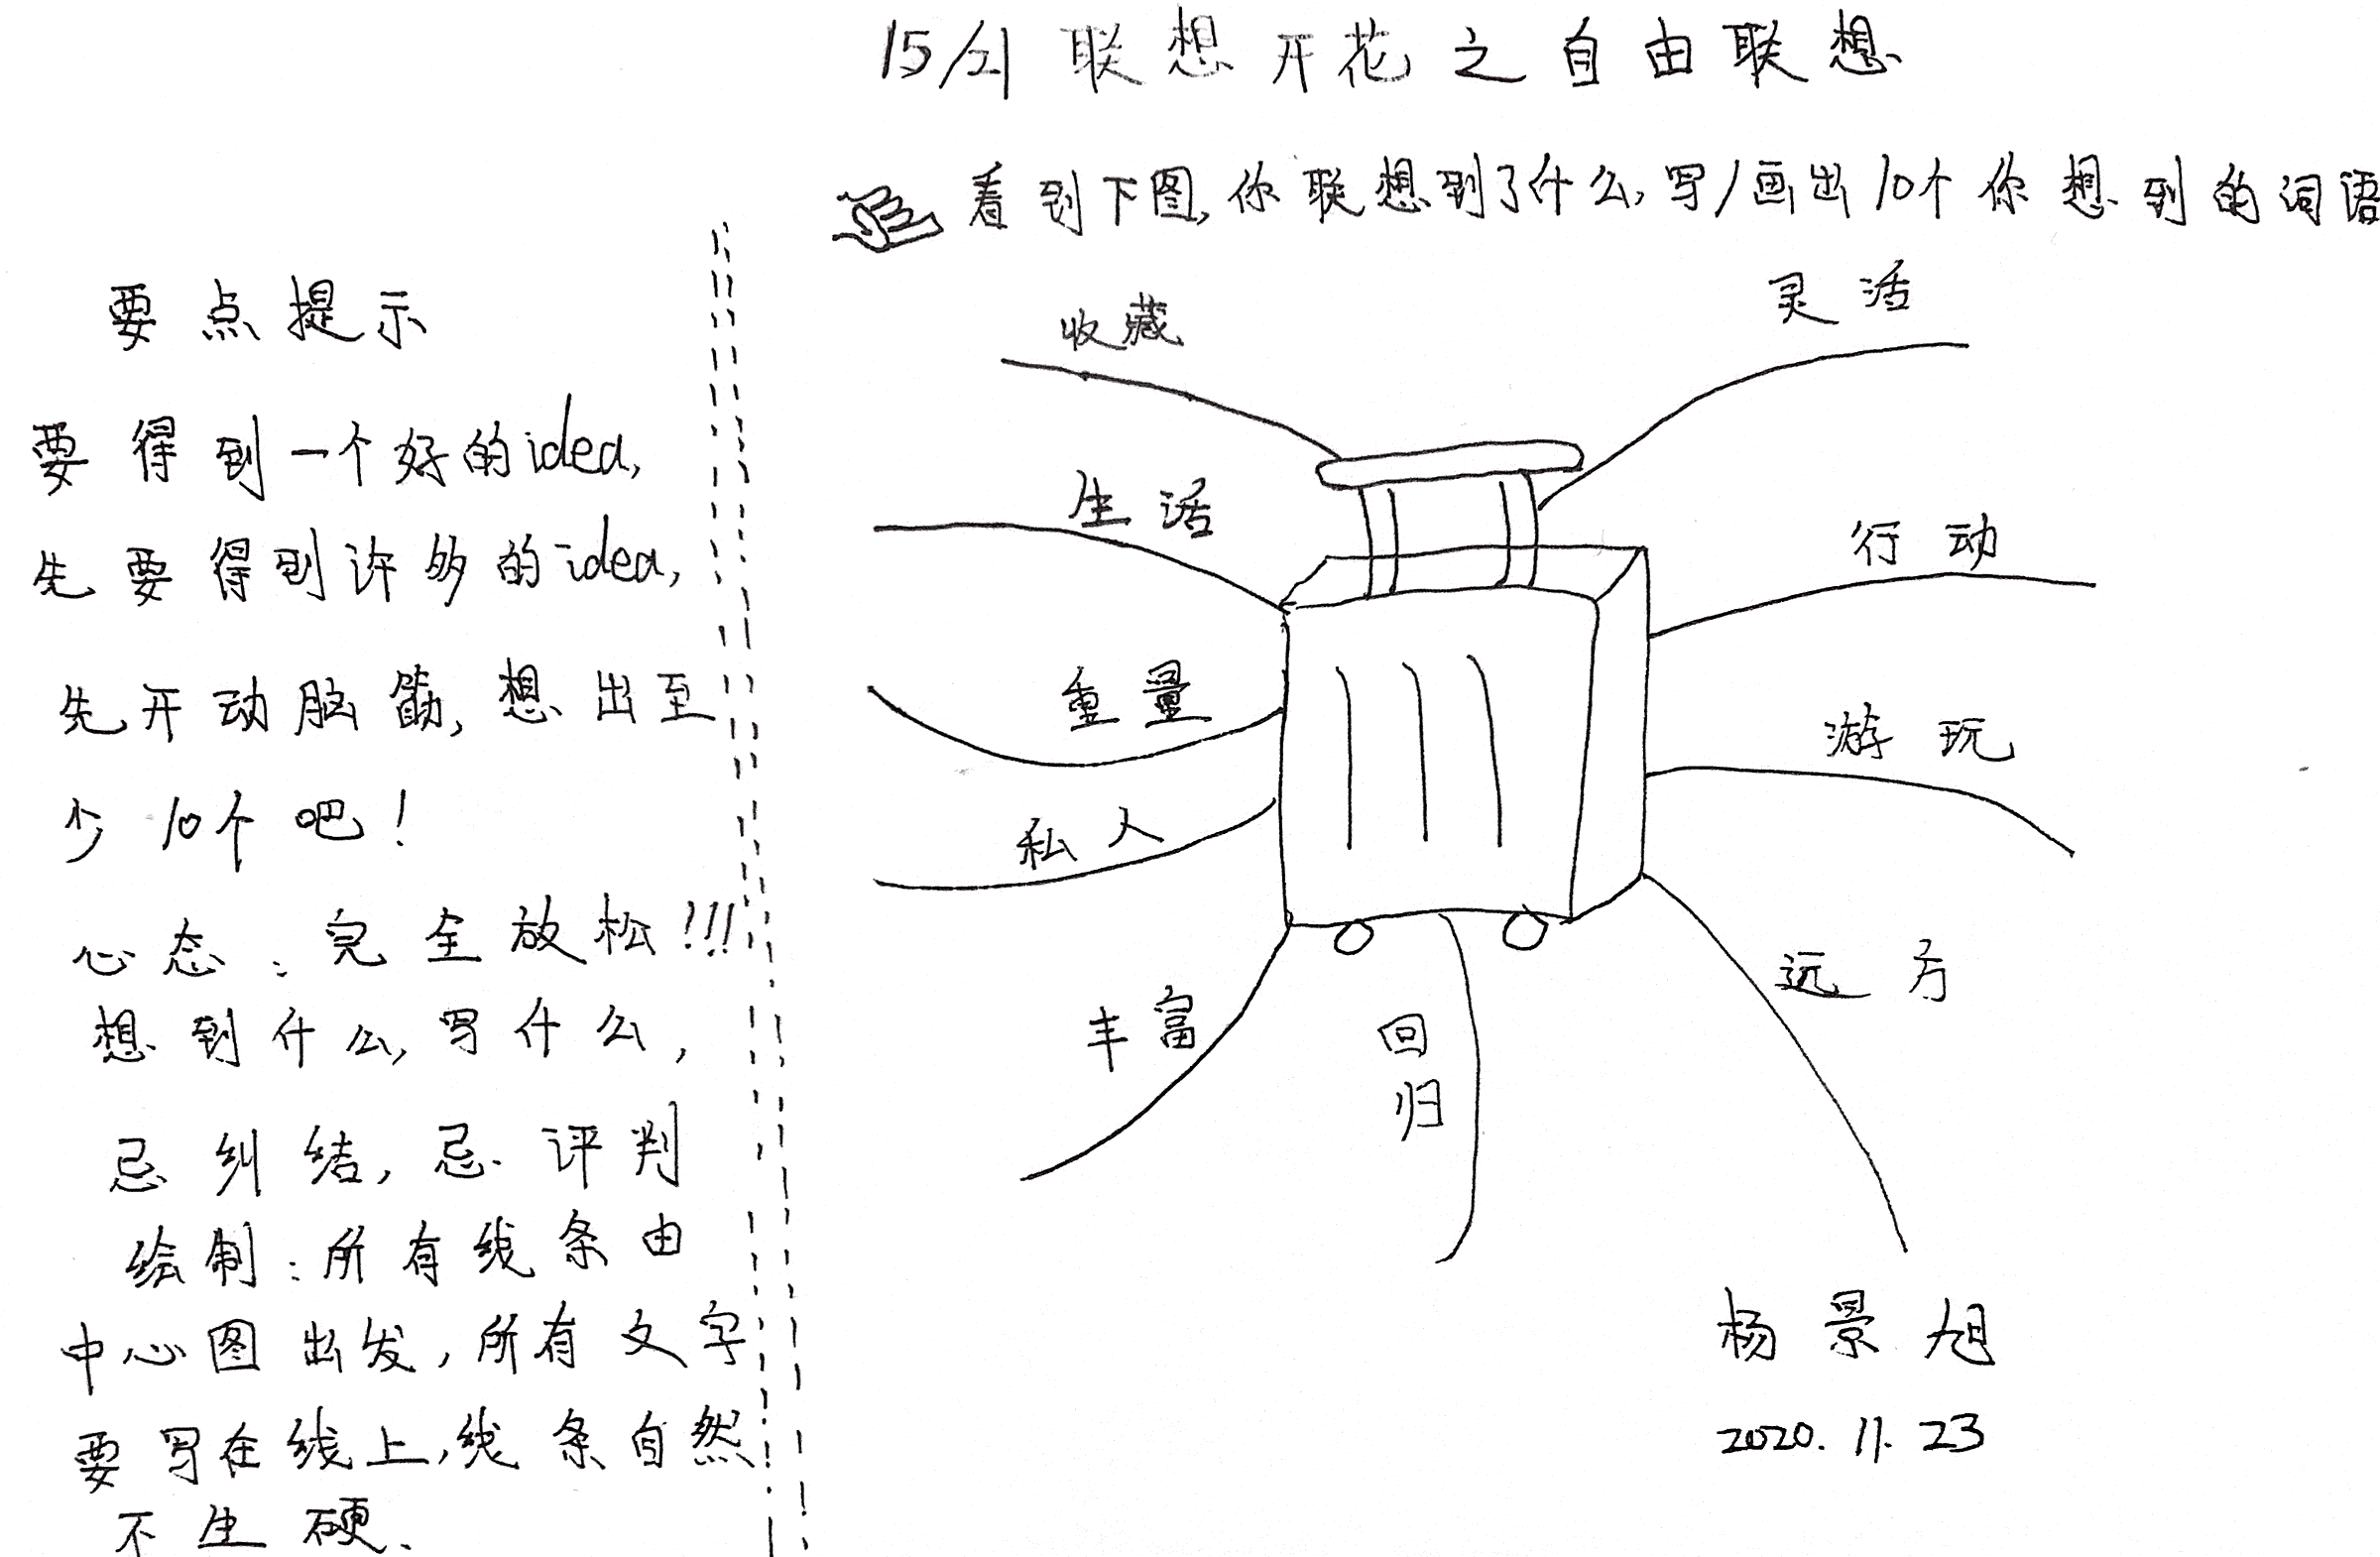 15/21 联想开花之自由联想
看到下图,你联想到了什么,写/画出10个你想到的词语
要点提示
要得到一个好的idea,
先要得到许多的idea,
先开动脑筋,想出至
少10个吧!
心态:完全放松!!!
想到什么,写什么,
忌纠结,忌评判
绘制:所有线条由
中心图出发,所有文字
要写在线上,线条自然
不生硬.
收藏
灵活
生活
行动
重量
游玩
私人
远方
丰富
回
归
杨景旭
2020.11.23